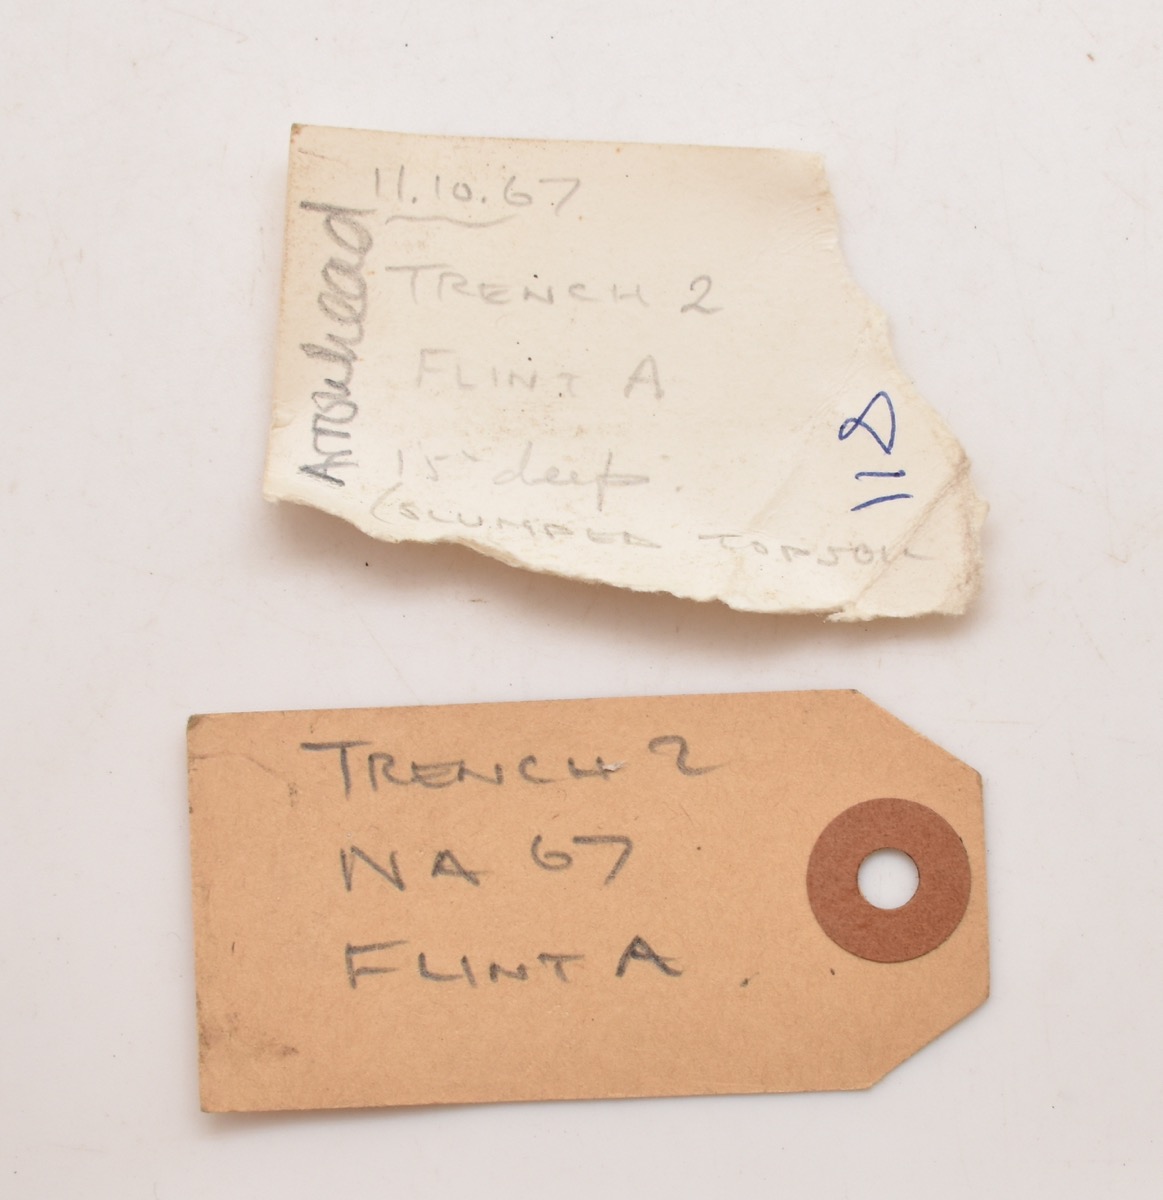 11.10.67
Arrowhead
TRENCH 2
FLINT A
15" deep.
(SLUMPED TOPSOIL
118
TRENCH 2
NA 67
FLINT A